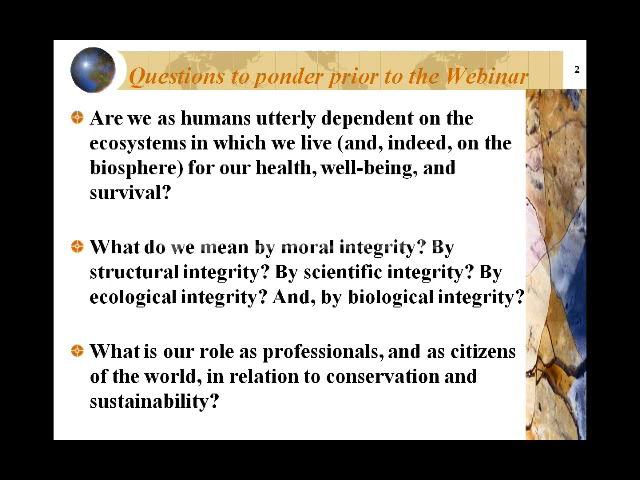 Questions to ponder prior to the Webinar
2
Are we as humans utterly dependent on the
ecosystems in which we live (and, indeed, on the
biosphere) for our health, well-being, and
survival?
What do we mean by moral integrity? By
structural integrity? By scientific integrity? By
ecological integrity? And, by biological integrity?
What is our role as professionals, and as citizens
of the world, in relation to conservation and
sustainability?